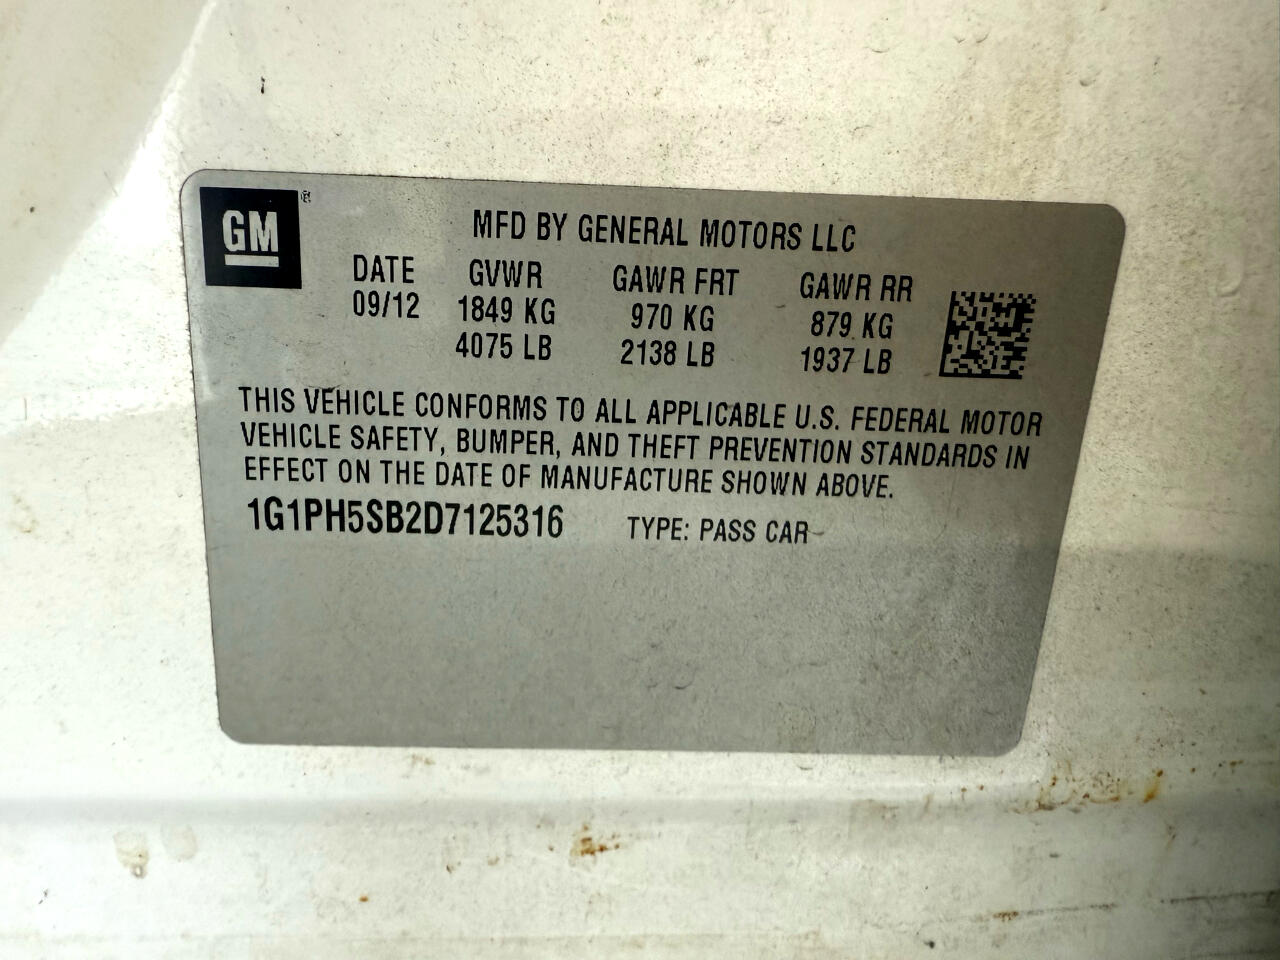 GM ®
MFD BY GENERAL MOTORS LLC
DATE GVWR GAWR FRT GAWR RR
09/12 1849 KG 970 KG 879 KG
4075 LB 2138 LB 1937 LB
THIS VEHICLE CONFORMS TO ALL APPLICABLE U.S. FEDERAL MOTOR
VEHICLE SAFETY, BUMPER, AND THEFT PREVENTION STANDARDS IN
EFFECT ON THE DATE OF MANUFACTURE SHOWN ABOVE.
1G1PH5SB2D7125316 TYPE: PASS CAR